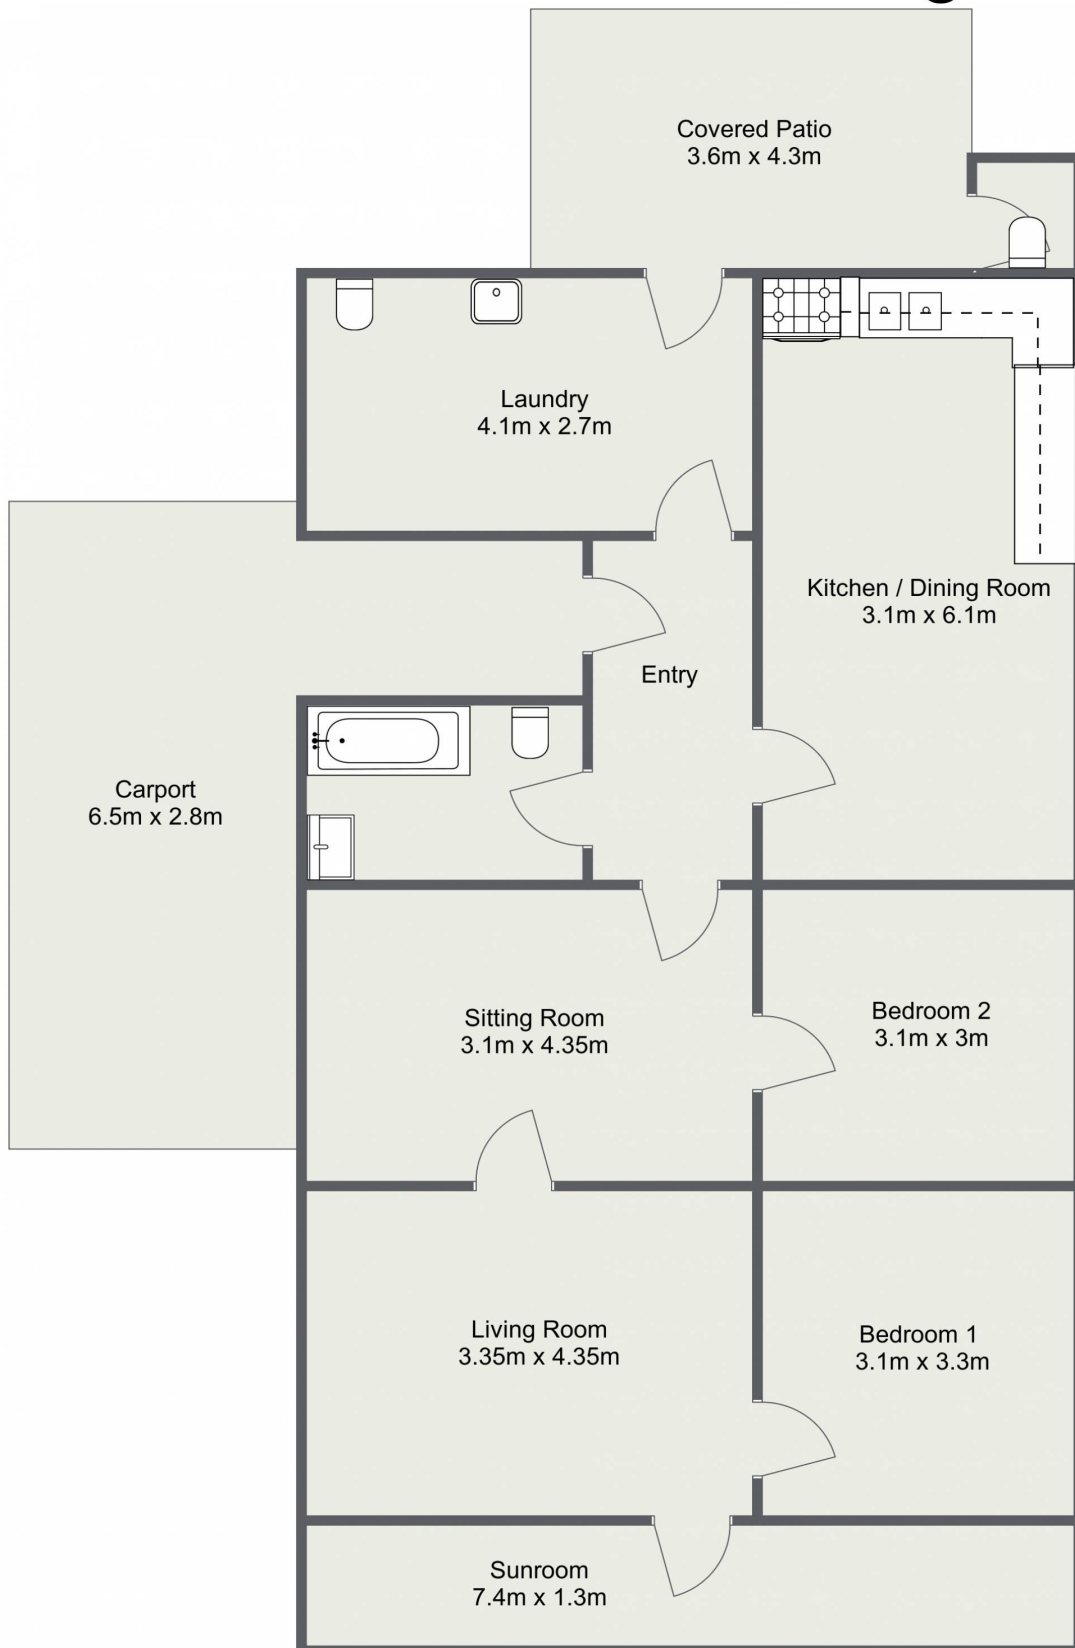 Covered Patio
3.6m x 4.3m
Laundry
4.1m x 2.7m
Kitchen / Dining Room
3.1m x 6.1m
Entry
Carport
6.5m x 2.8m
Sitting Room
3.1m x 4.35m
Bedroom 2
3.1m x 3m
Living Room
3.35m x 4.35m
Bedroom 1
3.1m x 3.3m
Sunroom
7.4m x 1.3m